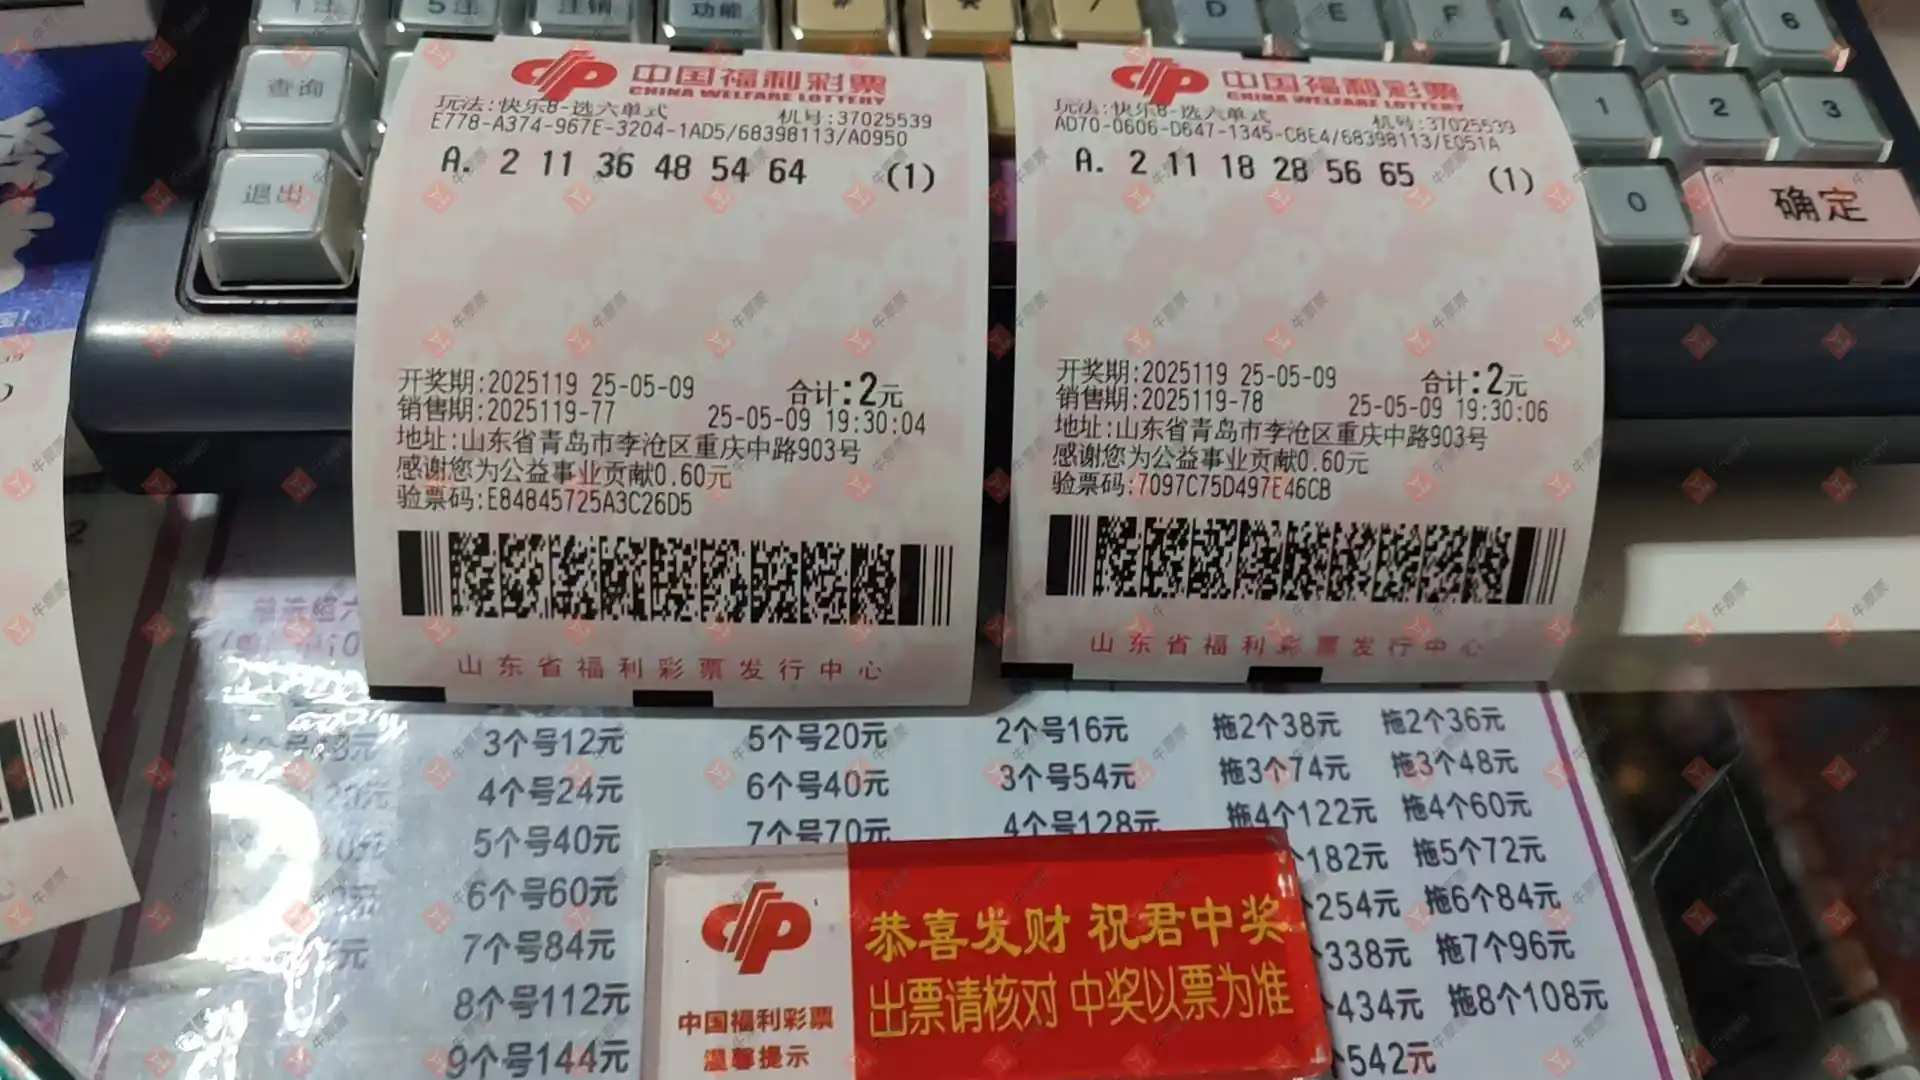 1注
5注
注销
功能
#
*
/
D
E
F
4
5
6
查询
1
2
3
退出
0
确定
中国福利彩票
CHINA WELFARE LOTTERY
玩法:快乐8-选六单式 机号:37025539
E778-A374-967E-3204-1AD5/68398113/A0950
A. 2 11 36 48 54 64 (1)
开奖期:2025119 25-05-09 合计:2元
销售期:2025119-77 25-05-09 19:30:04
地址:山东省青岛市李沧区重庆中路903号
感谢您为公益事业贡献0.60元
验票码:E84845725A3C26D5
山东省福利彩票发行中心
中国福利彩票
CHINA WELFARE LOTTERY
玩法:快乐8-选六单式 机号:37025539
AD70-0606-D647-1345-C8E4/68398113/E051A
A. 2 11 18 28 56 65 (1)
开奖期:2025119 25-05-09 合计:2元
销售期:2025119-78 25-05-09 19:30:06
地址:山东省青岛市李沧区重庆中路903号
感谢您为公益事业贡献0.60元
验票码:7097C75D497E46CB
山东省福利彩票发行中心
3个号12元 5个号20元 2个号16元 拖2个38元 拖2个36元
4个号24元 6个号40元 3个号54元 拖3个74元 拖3个48元
5个号40元 7个号70元 4个号128元 拖4个122元 拖4个60元
6个号60元 个182元 拖5个72元
7个号84元 个254元 拖6个84元
8个号112元 338元 拖7个96元
9个号144元 434元 拖8个108元
542元
中国福利彩票
温馨提示
恭喜发财 祝君中奖
出票请核对 中奖以票为准
牛票票